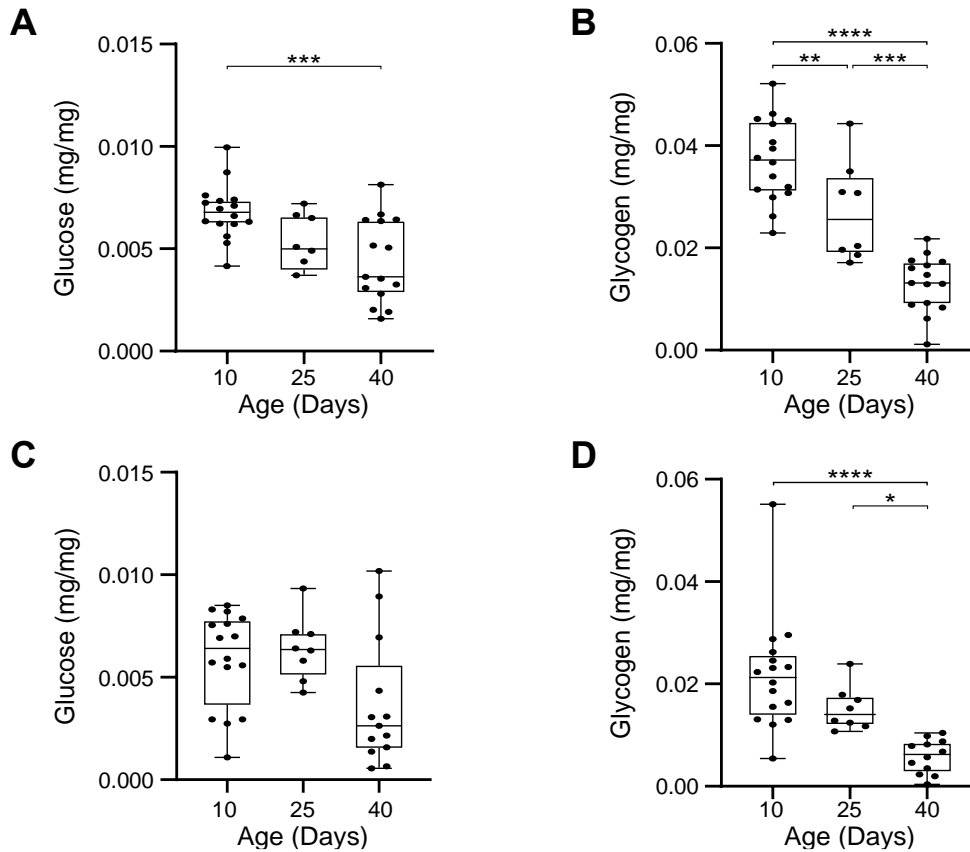 A
Glucose (mg/mg)
0.015
0.010
0.005
0.000
***
10 25 40
Age (Days)
B
Glycogen (mg/mg)
0.06
0.04
0.02
0.00
****
** ***
10 25 40
Age (Days)
C
Glucose (mg/mg)
0.015
0.010
0.005
0.000
10 25 40
Age (Days)
D
Glycogen (mg/mg)
0.06
0.04
0.02
0.00
****
*
10 25 40
Age (Days)